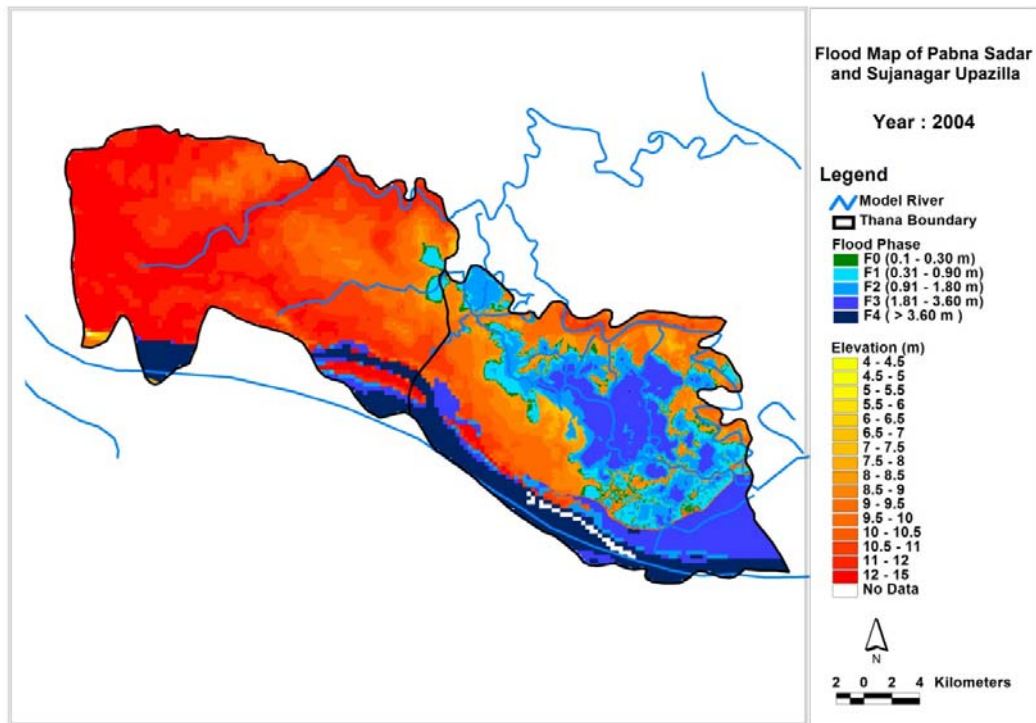 Flood Map of Pabna Sadar
and Sujanagar Upazilla
Year : 2004
Legend
Model River
Thana Boundary
Flood Phase
F0 (0.1 - 0.30 m)
F1 (0.31 - 0.90 m)
F2 (0.91 - 1.80 m)
F3 (1.81 - 3.60 m)
F4 ( > 3.60 m )
Elevation (m)
4 - 4.5
4.5 - 5
5 - 5.5
5.5 - 6
6 - 6.5
6.5 - 7
7 - 7.5
7.5 - 8
8 - 8.5
8.5 - 9
9 - 9.5
9.5 - 10
10 - 10.5
10.5 - 11
11 - 12
12 - 15
No Data
N
2 0 2 4 Kilometers